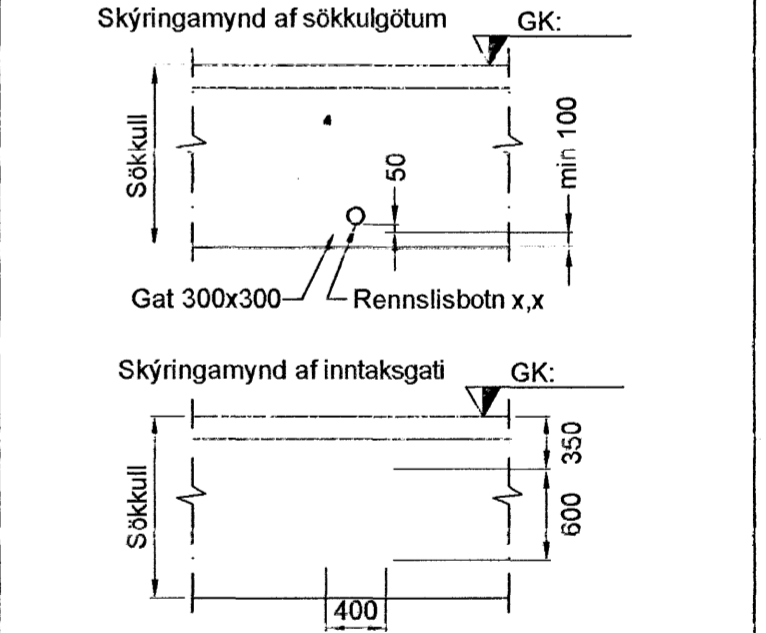 Skýringamynd af sökkulgötum GK:
Sökkull
50
min 100
Gat 300x300
Rennslisbotn x,x
Skýringamynd af inntaksgati GK:
Sökkull
350
600
400